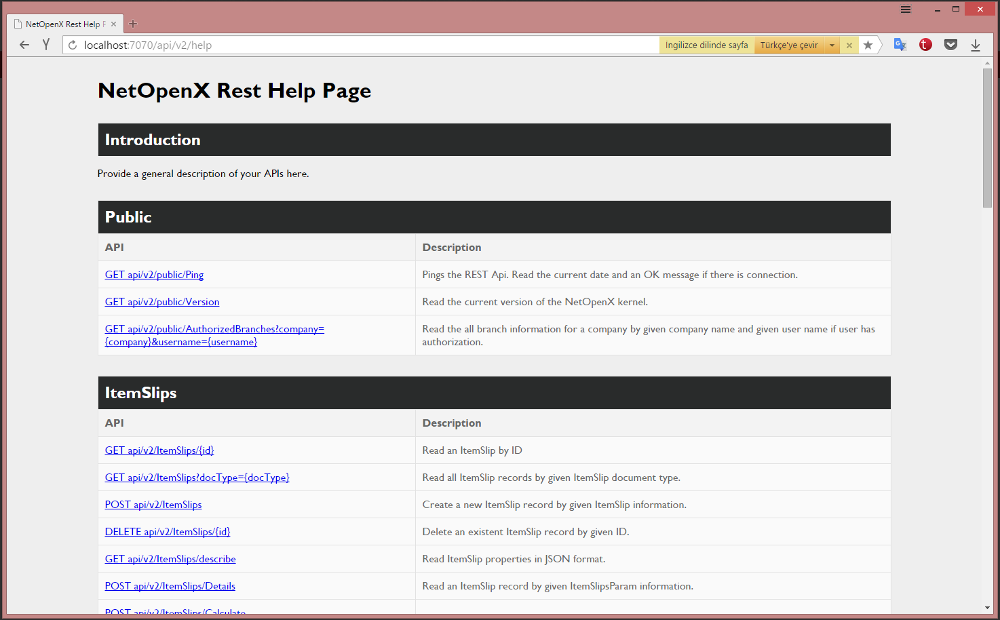 NetOpenX Rest Help P
localhost:7070/api/v2/help
İngilizce dilinde sayfa
Türkçe'ye çevir
NetOpenX Rest Help Page
Introduction
Provide a general description of your APIs here.
Public
API Description
GET api/v2/public/Ping Pings the REST Api. Read the current date and an OK message if there is connection.
GET api/v2/public/Version Read the current version of the NetOpenX kernel.
GET api/v2/public/AuthorizedBranches?company= Read the all branch information for a company by given company name and given user name if user has
{company}&username={username} authorization.
ItemSlips
API Description
GET api/v2/ItemSlips/{id} Read an ItemSlip by ID
GET api/v2/ItemSlips?docType={docType} Read all ItemSlip records by given ItemSlip document type.
POST api/v2/ItemSlips Create a new ItemSlip record by given ItemSlip information.
DELETE api/v2/ItemSlips/{id} Delete an existent ItemSlip record by given ID.
GET api/v2/ItemSlips/describe Read ItemSlip properties in JSON format.
POST api/v2/ItemSlips/Details Read an ItemSlip record by given ItemSlipsParam information.
POST api/v2/ItemSlips/Calculate